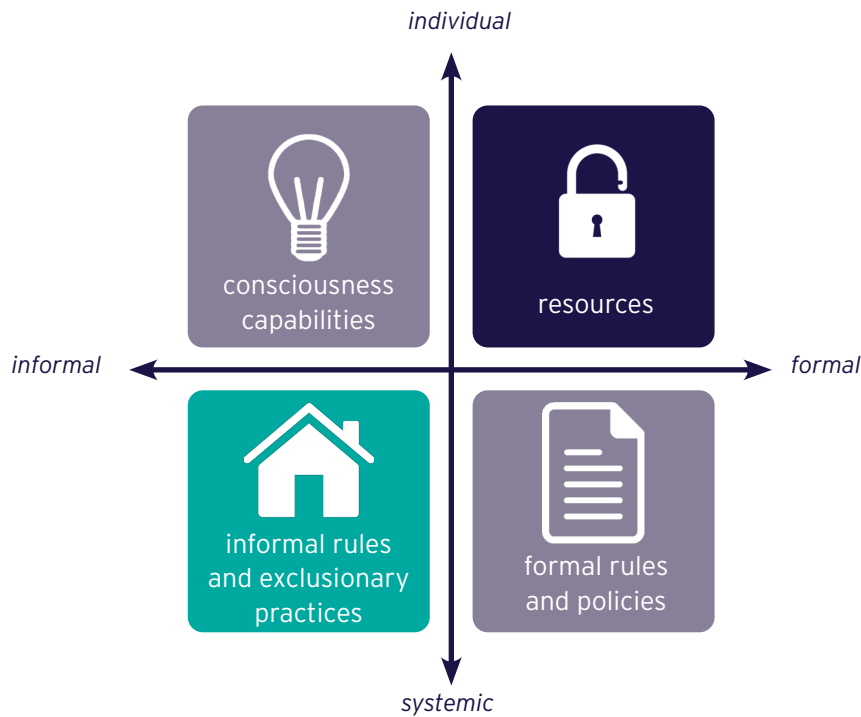 individual
consciousness
capabilities
resources
informal
formal
informal rules
and exclusionary
practices
formal rules
and policies
systemic